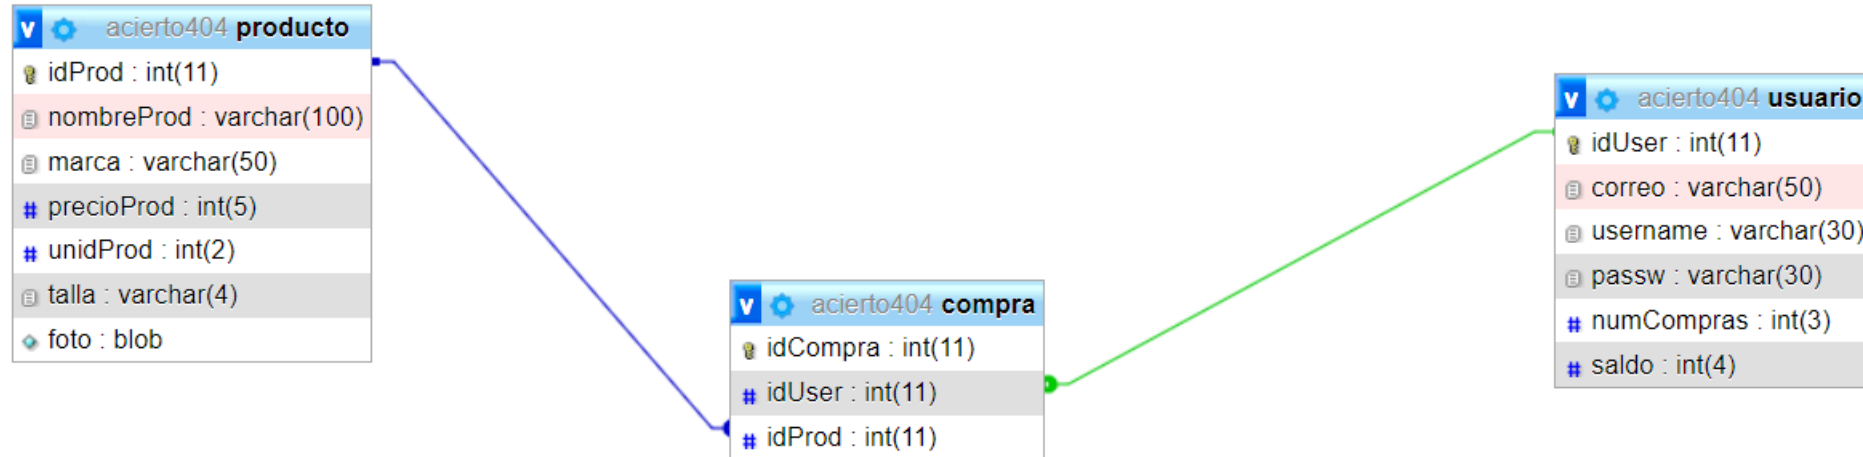 v acierto404 producto
idProd : int(11)
nombreProd : varchar(100)
marca : varchar(50)
# precioProd : int(5)
# unidProd : int(2)
talla : varchar(4)
foto : blob
v acierto404 compra
idCompra : int(11)
# idUser : int(11)
# idProd : int(11)
v acierto404 usuario
idUser : int(11)
correo : varchar(50)
username : varchar(30)
passw : varchar(30)
# numCompras : int(3)
# saldo : int(4)